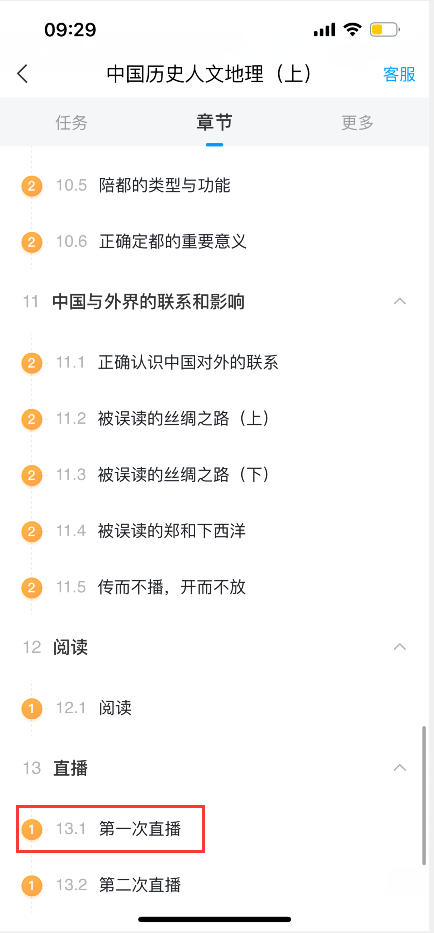 09:29
中国历史人文地理（上）
客服
任务 章节 更多
2 10.5 陪都的类型与功能
2 10.6 正确定都的重要意义
11 中国与外界的联系和影响
2 11.1 正确认识中国对外的联系
2 11.2 被误读的丝绸之路（上）
2 11.3 被误读的丝绸之路（下）
2 11.4 被误读的郑和下西洋
2 11.5 传而不播，开而不放
12 阅读
1 12.1 阅读
13 直播
1 13.1 第一次直播
1 13.2 第二次直播